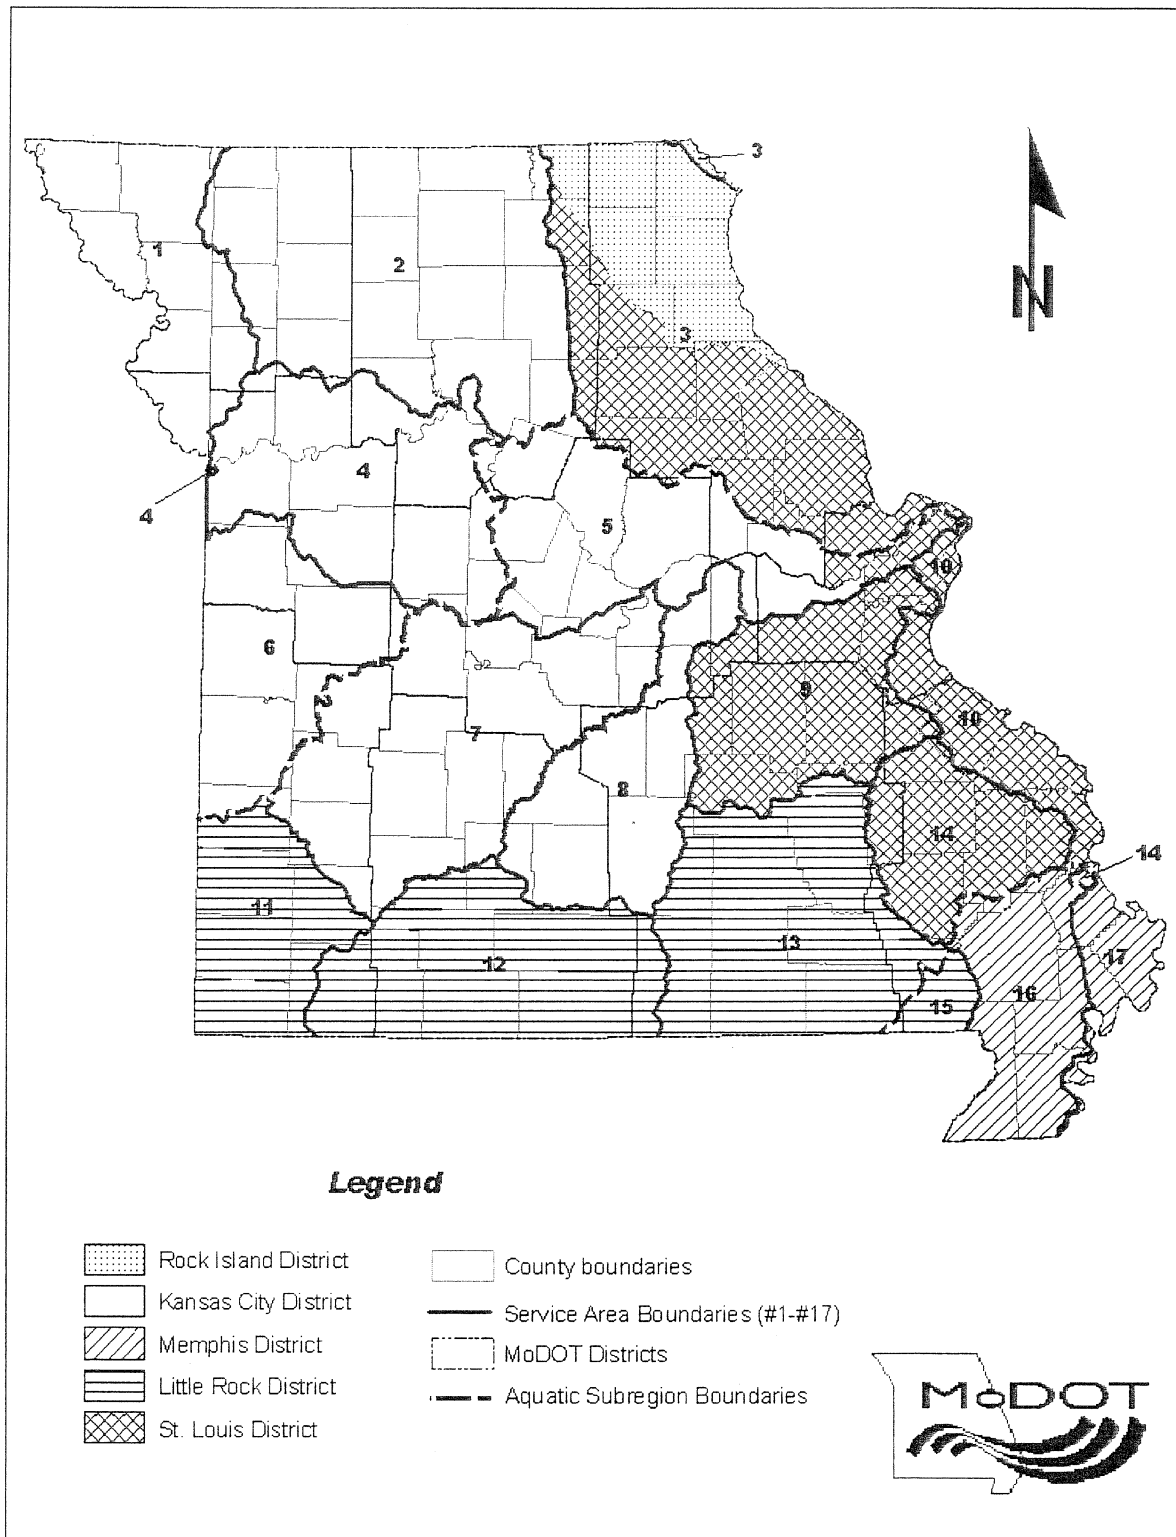 3
1
2
3
N
4
4
5
10
6
9
10
7
8
14
14
11
13
12
17
16
15
Legend
Rock Island District
Kansas City District
Memphis District
Little Rock District
St. Louis District
County boundaries
Service Area Boundaries (#1-#17)
MoDOT Districts
Aquatic Subregion Boundaries
MoDOT